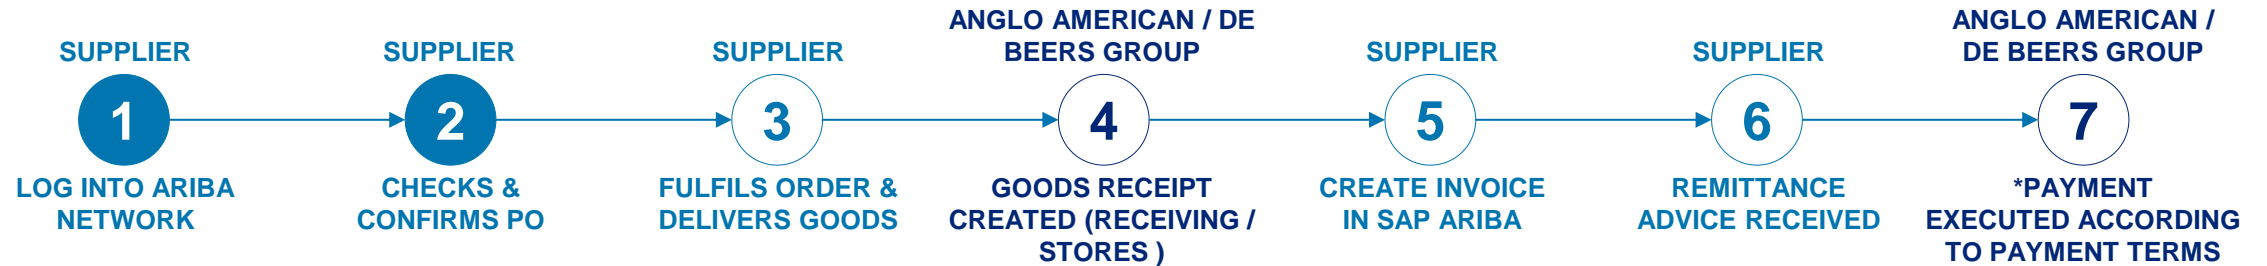 SUPPLIER
1
LOG INTO ARIBA
NETWORK
SUPPLIER
2
CHECKS &
CONFIRMS PO
SUPPLIER
3
FULFILS ORDER &
DELIVERS GOODS
ANGLO AMERICAN / DE
BEERS GROUP
4
GOODS RECEIPT
CREATED (RECEIVING /
STORES )
SUPPLIER
5
CREATE INVOICE
IN SAP ARIBA
SUPPLIER
6
REMITTANCE
ADVICE RECEIVED
ANGLO AMERICAN /
DE BEERS GROUP
7
*PAYMENT
EXECUTED ACCORDING
TO PAYMENT TERMS